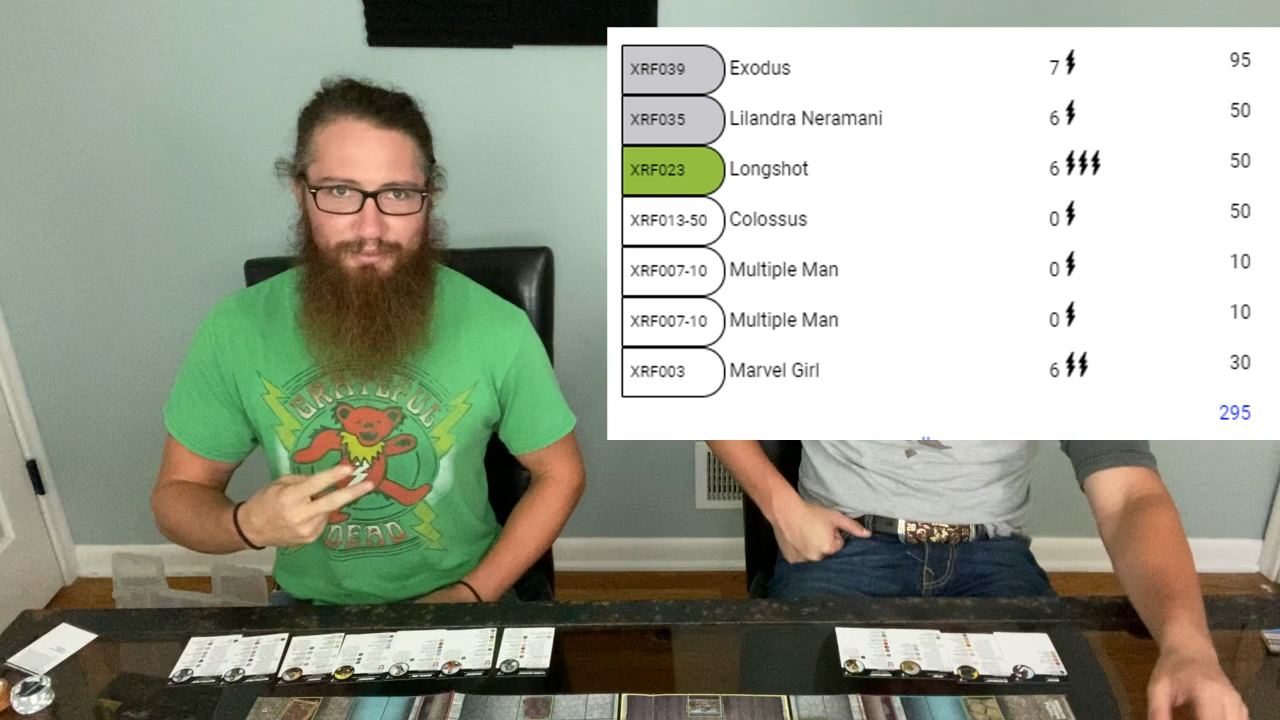 XRF039 Exodus 7 95
XRF035 Lilandra Neramani 6 50
XRF023 Longshot 6 50
XRF013-50 Colossus 0 50
XRF007-10 Multiple Man 0 10
XRF007-10 Multiple Man 0 10
XRF003 Marvel Girl 6 30
295
GRATEFUL
DEAD